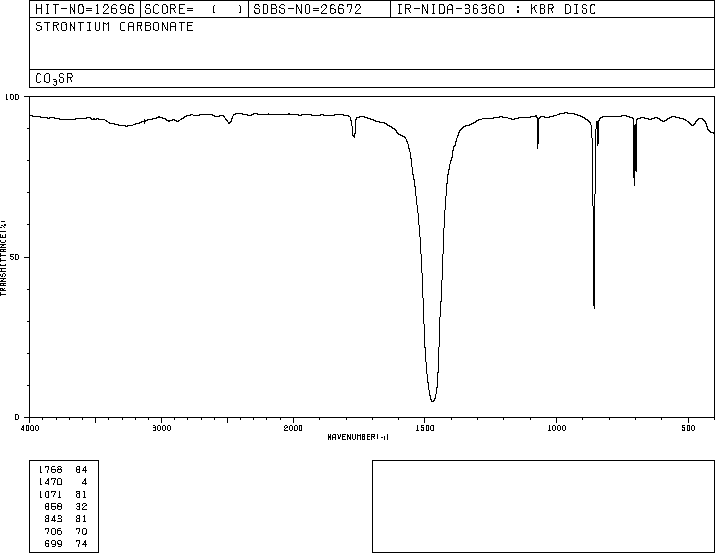 HIT-NO=12696 SCORE= ( ) SDBS-NO=26672 IR-NIDA-36360 : KBR DISC
STRONTIUM CARBONATE
CO3SR
100
50
0
TRANSMITTANCE(%)
4000 3000 2000 1500 1000 500
WAVENUMBER(-1)
1768 84
1470 4
1071 81
858 32
843 81
706 70
699 74